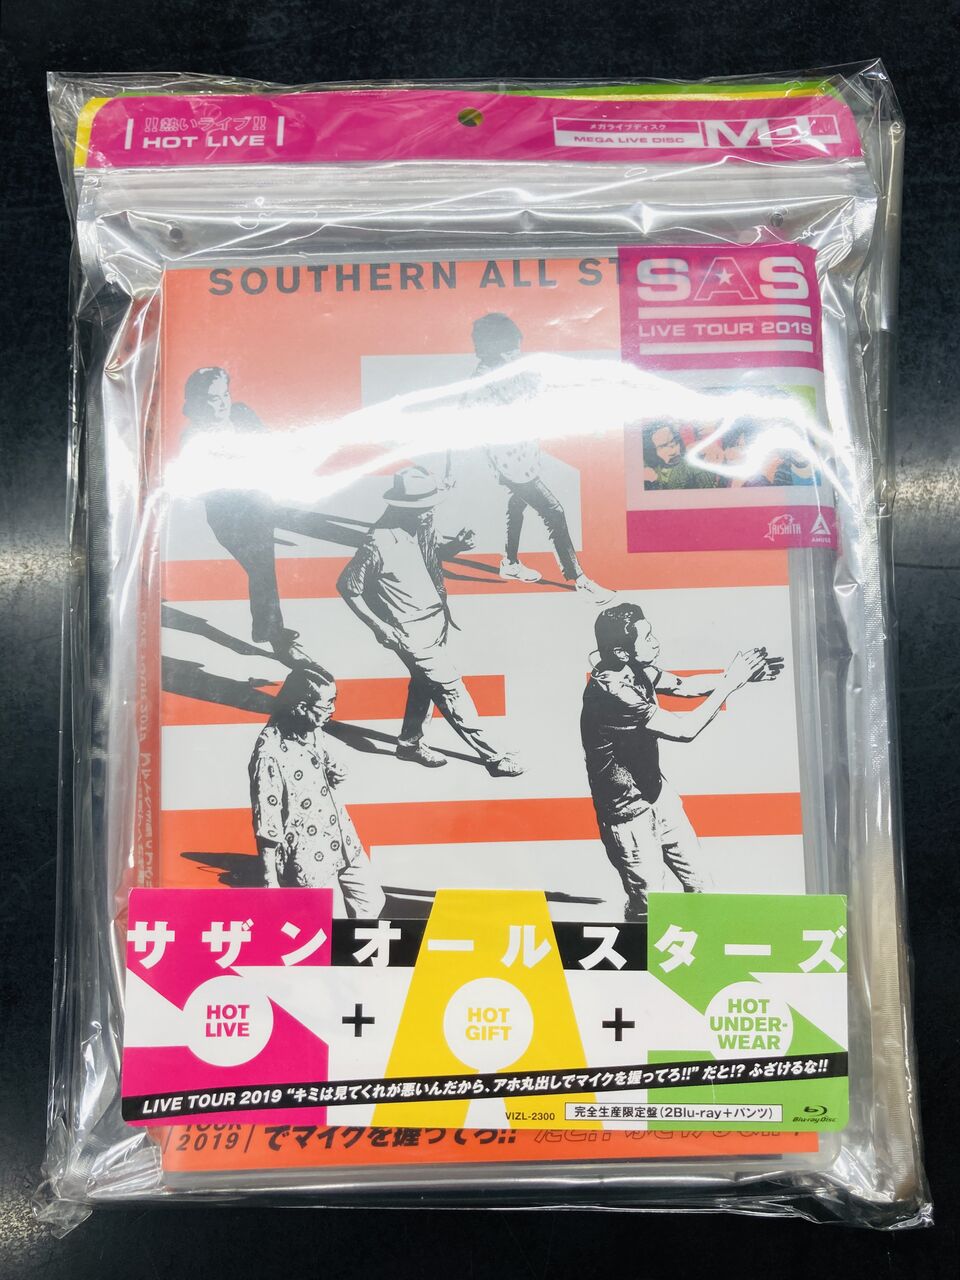 !!熱いライブ!!
HOT LIVE
メガライブディスク
MEGA LIVE DISC
SOUTHERN ALL
SAS
LIVE TOUR 2019
TAISHITA
AMUSE
サザンオールスターズ
HOT
LIVE
+
HOT
GIFT
+
HOT
UNDER-
WEAR
LIVE TOUR 2019 “キミは見てくれが悪いんだから、アホ丸出しでマイクを握ってろ!!” だと!? ふざけるな!!
VIZL-2300
完全生産限定盤(2Blu-ray+パンツ)
Blu-ray Disc
TOUR
2019
でマイクを握ってろ!!